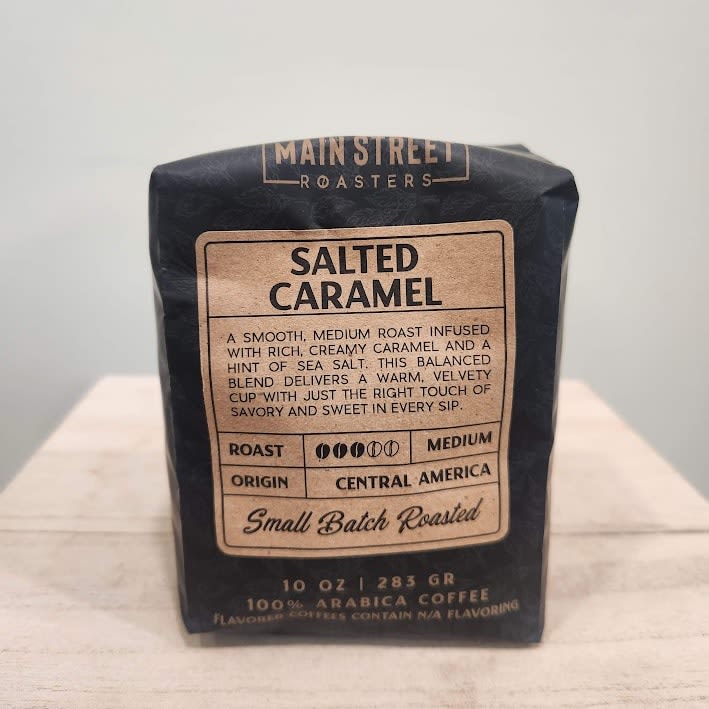 MAIN STREET
ROASTERS
SALTED
CARAMEL
A SMOOTH, MEDIUM ROAST INFUSED
WITH RICH, CREAMY CARAMEL AND A
HINT OF SEA SALT. THIS BALANCED
BLEND DELIVERS A WARM, VELVETY
CUP WITH JUST THE RIGHT TOUCH OF
SAVORY AND SWEET IN EVERY SIP.
ROAST MEDIUM
ORIGIN CENTRAL AMERICA
Small Batch Roasted
10 OZ | 283 GR
100% ARABICA COFFEE
FLAVORED COFFEES CONTAIN N/A FLAVORING